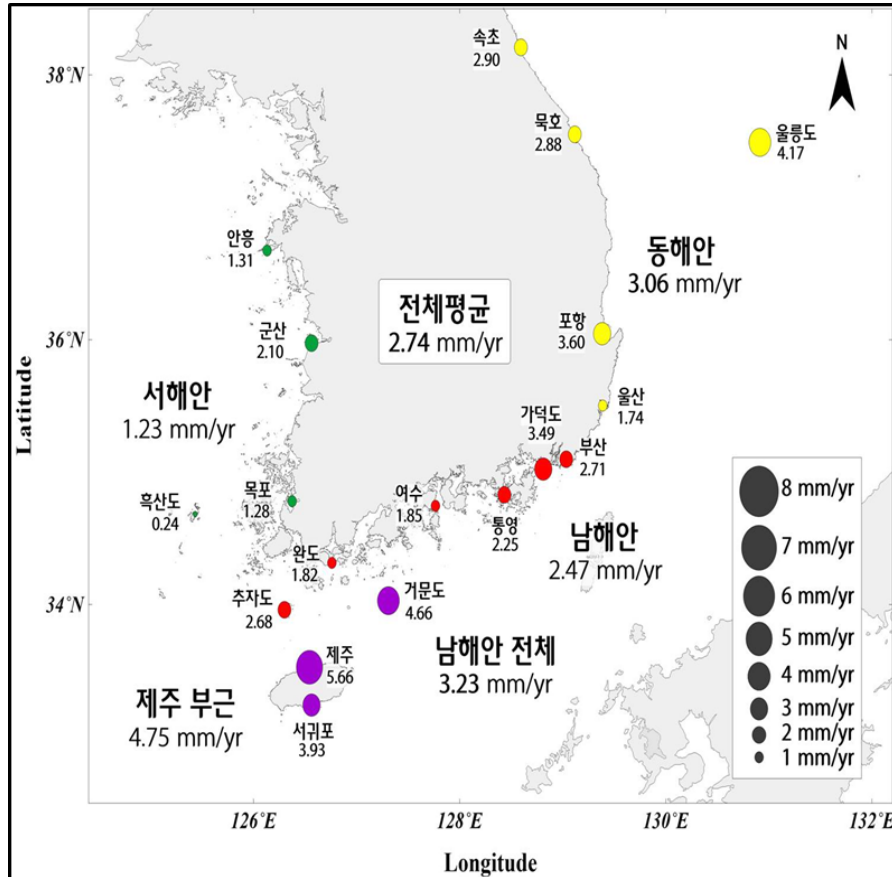 속초
2.90
N
38°N
묵호
2.88
울릉도
4.17
안흥
1.31
동해안
3.06 mm/yr
전체평균
2.74 mm/yr
포항
3.60
36°N
군산
2.10
Latitude
서해안
1.23 mm/yr
울산
1.74
가덕도
3.49
부산
2.71
흑산도
0.24
목포
1.28
여수
1.85
통영
2.25
남해안
2.47 mm/yr
완도
1.82
34°N
추자도
2.68
거문도
4.66
남해안 전체
3.23 mm/yr
제주
5.66
제주 부근
4.75 mm/yr
서귀포
3.93
8 mm/yr
7 mm/yr
6 mm/yr
5 mm/yr
4 mm/yr
3 mm/yr
2 mm/yr
1 mm/yr
126°E
128°E
130°E
132°E
Longitude